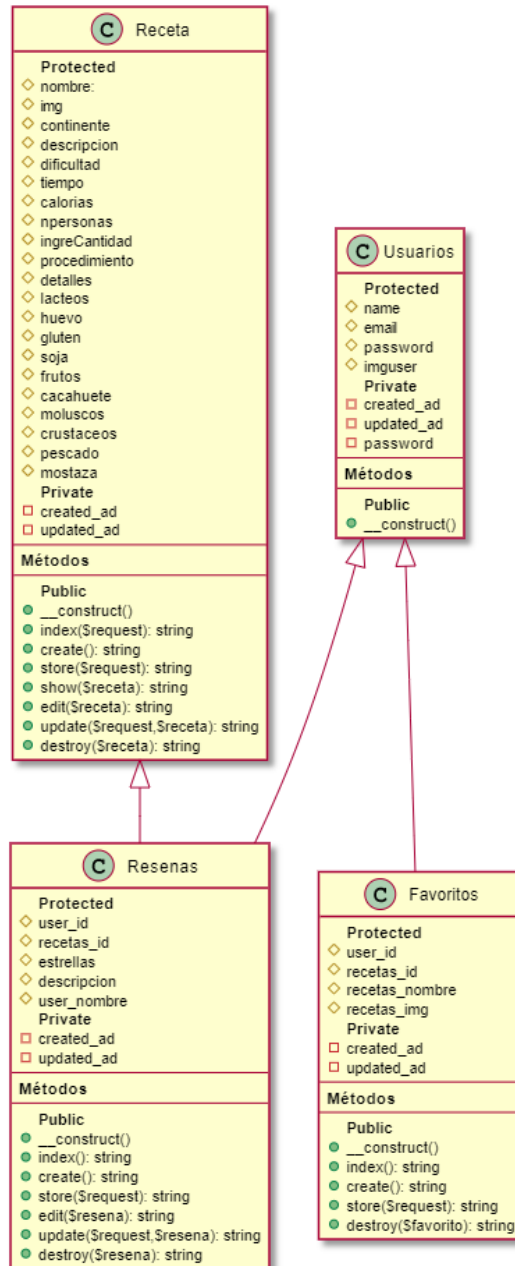 C Receta
Protected
nombre:
img
continente
descripcion
dificultad
tiempo
calorias
npersonas
ingreCantidad
procedimiento
detalles
lacteos
huevo
gluten
soja
frutos
cacahuete
moluscos
crustaceos
pescado
mostaza
Private
created_ad
updated_ad
Métodos
Public
__construct()
index($request): string
create(): string
store($request): string
show($receta): string
edit($receta): string
update($request,$receta): string
destroy($receta): string
C Usuarios
Protected
name
email
password
imguser
Private
created_ad
updated_ad
password
Métodos
Public
__construct()
C Resenas
Protected
user_id
recetas_id
estrellas
descripcion
user_nombre
Private
created_ad
updated_ad
Métodos
Public
__construct()
index(): string
create(): string
store($request): string
edit($resena): string
update($request,$resena): string
destroy($resena): string
C Favoritos
Protected
user_id
recetas_id
recetas_nombre
recetas_img
Private
created_ad
updated_ad
Métodos
Public
__construct()
index(): string
create(): string
store($request): string
destroy($favorito): string